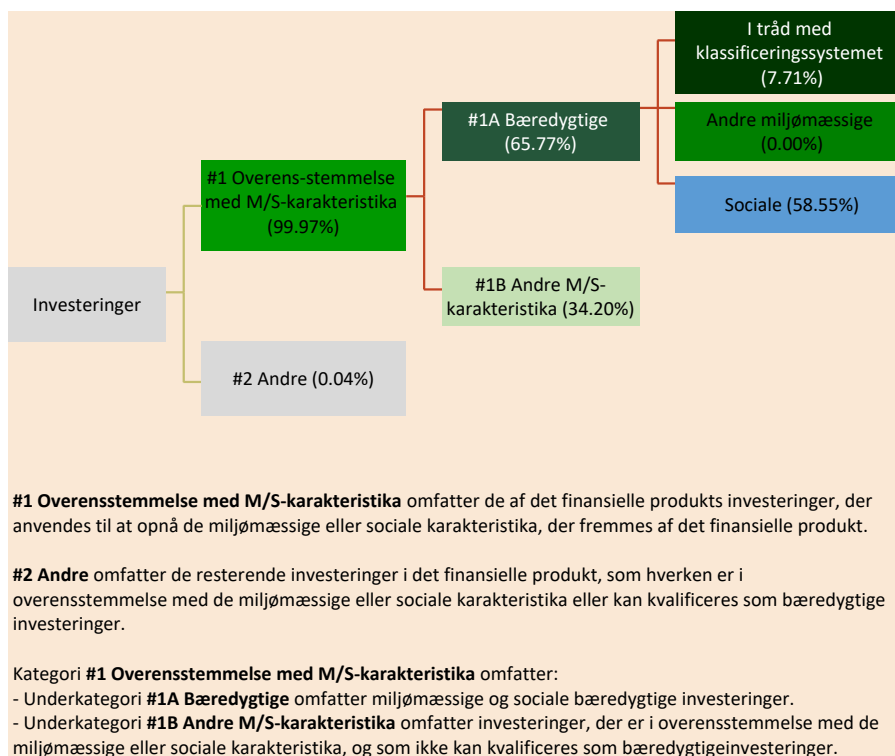 I tråd med
klassificeringssystemet
(7.71%)
#1A Bæredygtige
(65.77%)
Andre miljømæssige
(0.00%)
#1 Overens-stemmelse
med M/S-karakteristika
(99.97%)
Sociale (58.55%)
Investeringer
#1B Andre M/S-
karakteristika (34.20%)
#2 Andre (0.04%)
#1 Overensstemmelse med M/S-karakteristika omfatter de af det finansielle produkts investeringer, der
anvendes til at opnå de miljømæssige eller sociale karakteristika, der fremmes af det finansielle produkt.
#2 Andre omfatter de resterende investeringer i det finansielle produkt, som hverken er i
overensstemmelse med de miljømæssige eller sociale karakteristika eller kan kvalificeres som bæredygtige
investeringer.
Kategori #1 Overensstemmelse med M/S-karakteristika omfatter:
- Underkategori #1A Bæredygtige omfatter miljømæssige og sociale bæredygtige investeringer.
- Underkategori #1B Andre M/S-karakteristika omfatter investeringer, der er i overensstemmelse med de
miljømæssige eller sociale karakteristika, og som ikke kan kvalificeres som bæredygtigeinvesteringer.